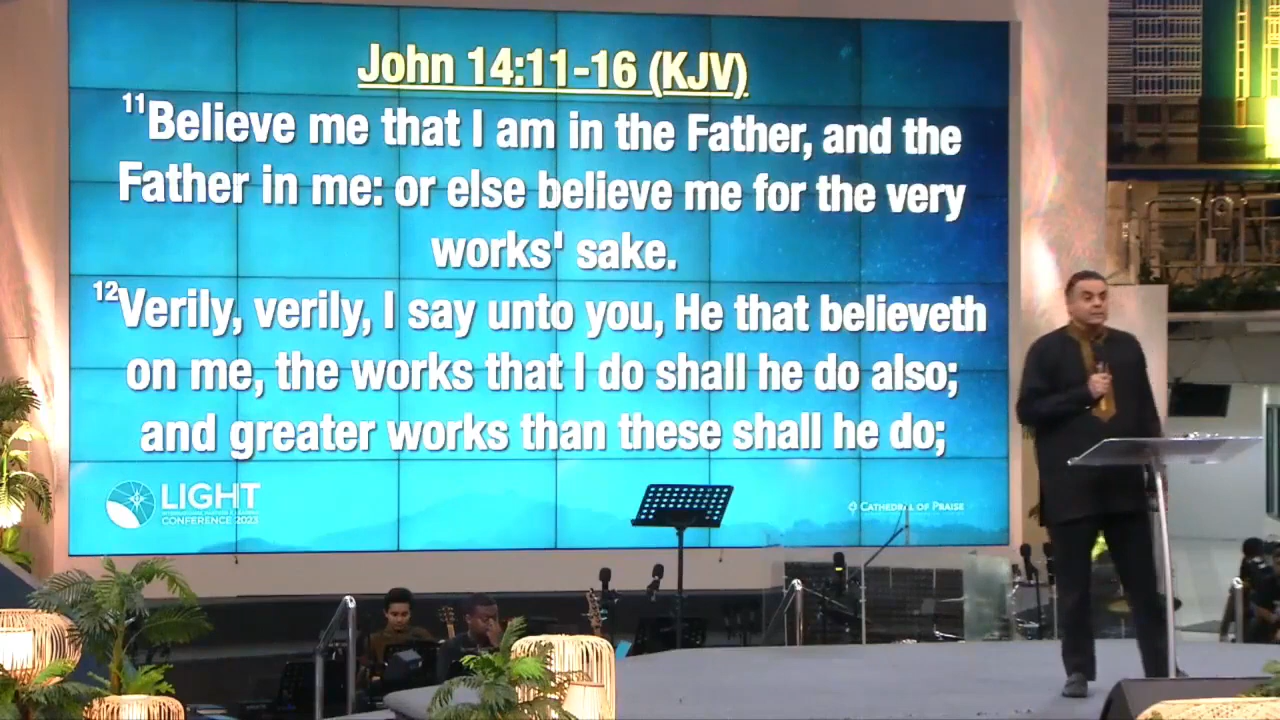 John 14:11-16 (KJV)
11Believe me that I am in the Father, and the
Father in me: or else believe me for the very
works' sake.
12Verily, verily, I say unto you, He that believeth
on me, the works that I do shall he do also;
and greater works than these shall he do;
LIGHT
CONFERENCE 2023
CATHEDRAL OF PRAISE